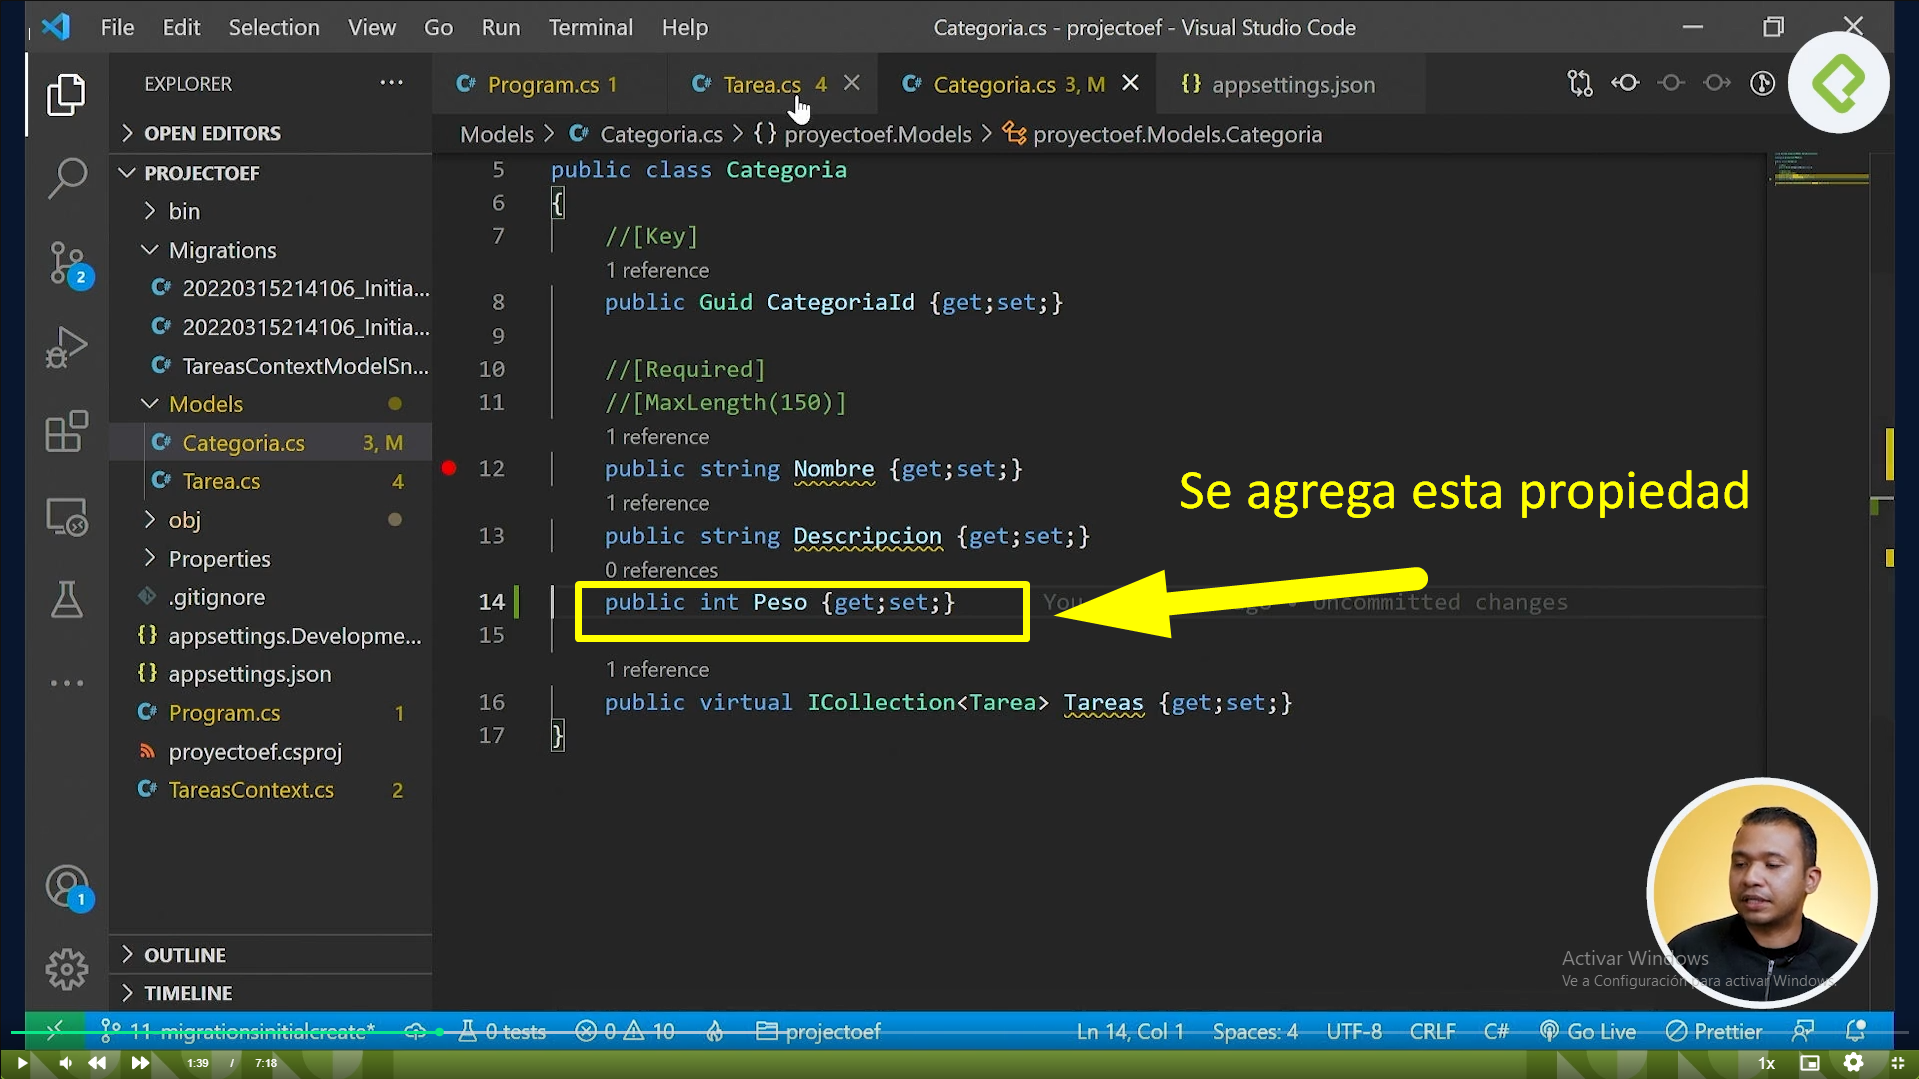 File Edit Selection View Go Run Terminal Help
Categoria.cs - projectoef - Visual Studio Code
EXPLORER
Program.cs 1
Tarea.cs 4
Categoria.cs 3, M
appsettings.json
OPEN EDITORS
Models > Categoria.cs > {} proyectoef.Models > proyectoef.Models.Categoria
PROJECTOEF
bin
Migrations
20220315214106_Initia...
20220315214106_Initia...
TareasContextModelSn...
Models
Categoria.cs 3, M
Tarea.cs 4
obj
Properties
.gitignore
{} appsettings.Developme...
{} appsettings.json
Program.cs 1
proyectoef.csproj
TareasContext.cs 2
OUTLINE
TIMELINE
2
1
5 public class Categoria
6 {
7 //[Key]
1 reference
8 public Guid CategoriaId {get;set;}
9
10 //[Required]
11 //[MaxLength(150)]
1 reference
12 public string Nombre {get;set;}
1 reference
13 public string Descripcion {get;set;}
0 references
14 public int Peso {get;set;}
Uncommitted changes
15
1 reference
16 public virtual ICollection<Tarea> Tareas {get;set;}
17 }
Se agrega esta propiedad
Activar Windows
Ve a Configuración para activar Windows.
11-migrationsinitialcreate* 0 tests 0 10 projectoef
Ln 14, Col 1 Spaces: 4 UTF-8 CRLF C# Go Live Prettier
1:39 / 7:18
1x